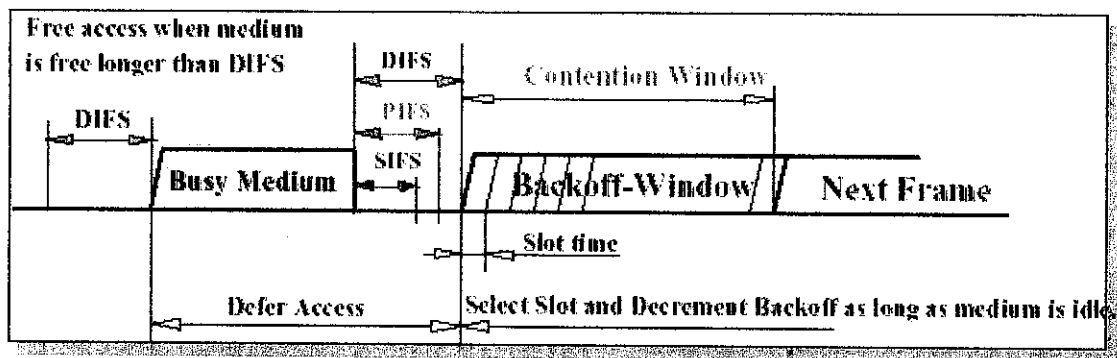 Free access when medium
is free longer than DIFS
DIFS
Contention Window
DIFS
PIFS
SIFS
Busy Medium
Backoff-Window
Next Frame
Slot time
Defer Access
Select Slot and Decrement Backoff as long as medium is idle.